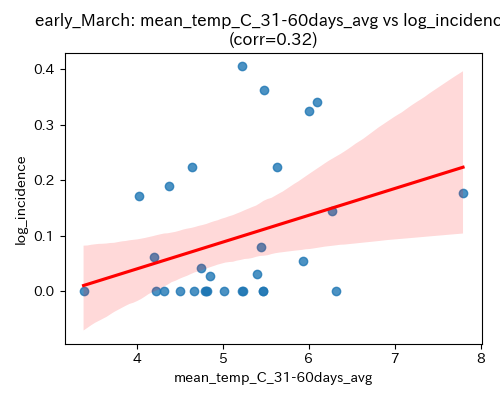 early_March: mean_temp_C_31-60days_avg vs log_incidenc
(corr=0.32)
0.4
0.3
0.2
0.1
0.0
log_incidence
4 5 6 7 8
mean_temp_C_31-60days_avg